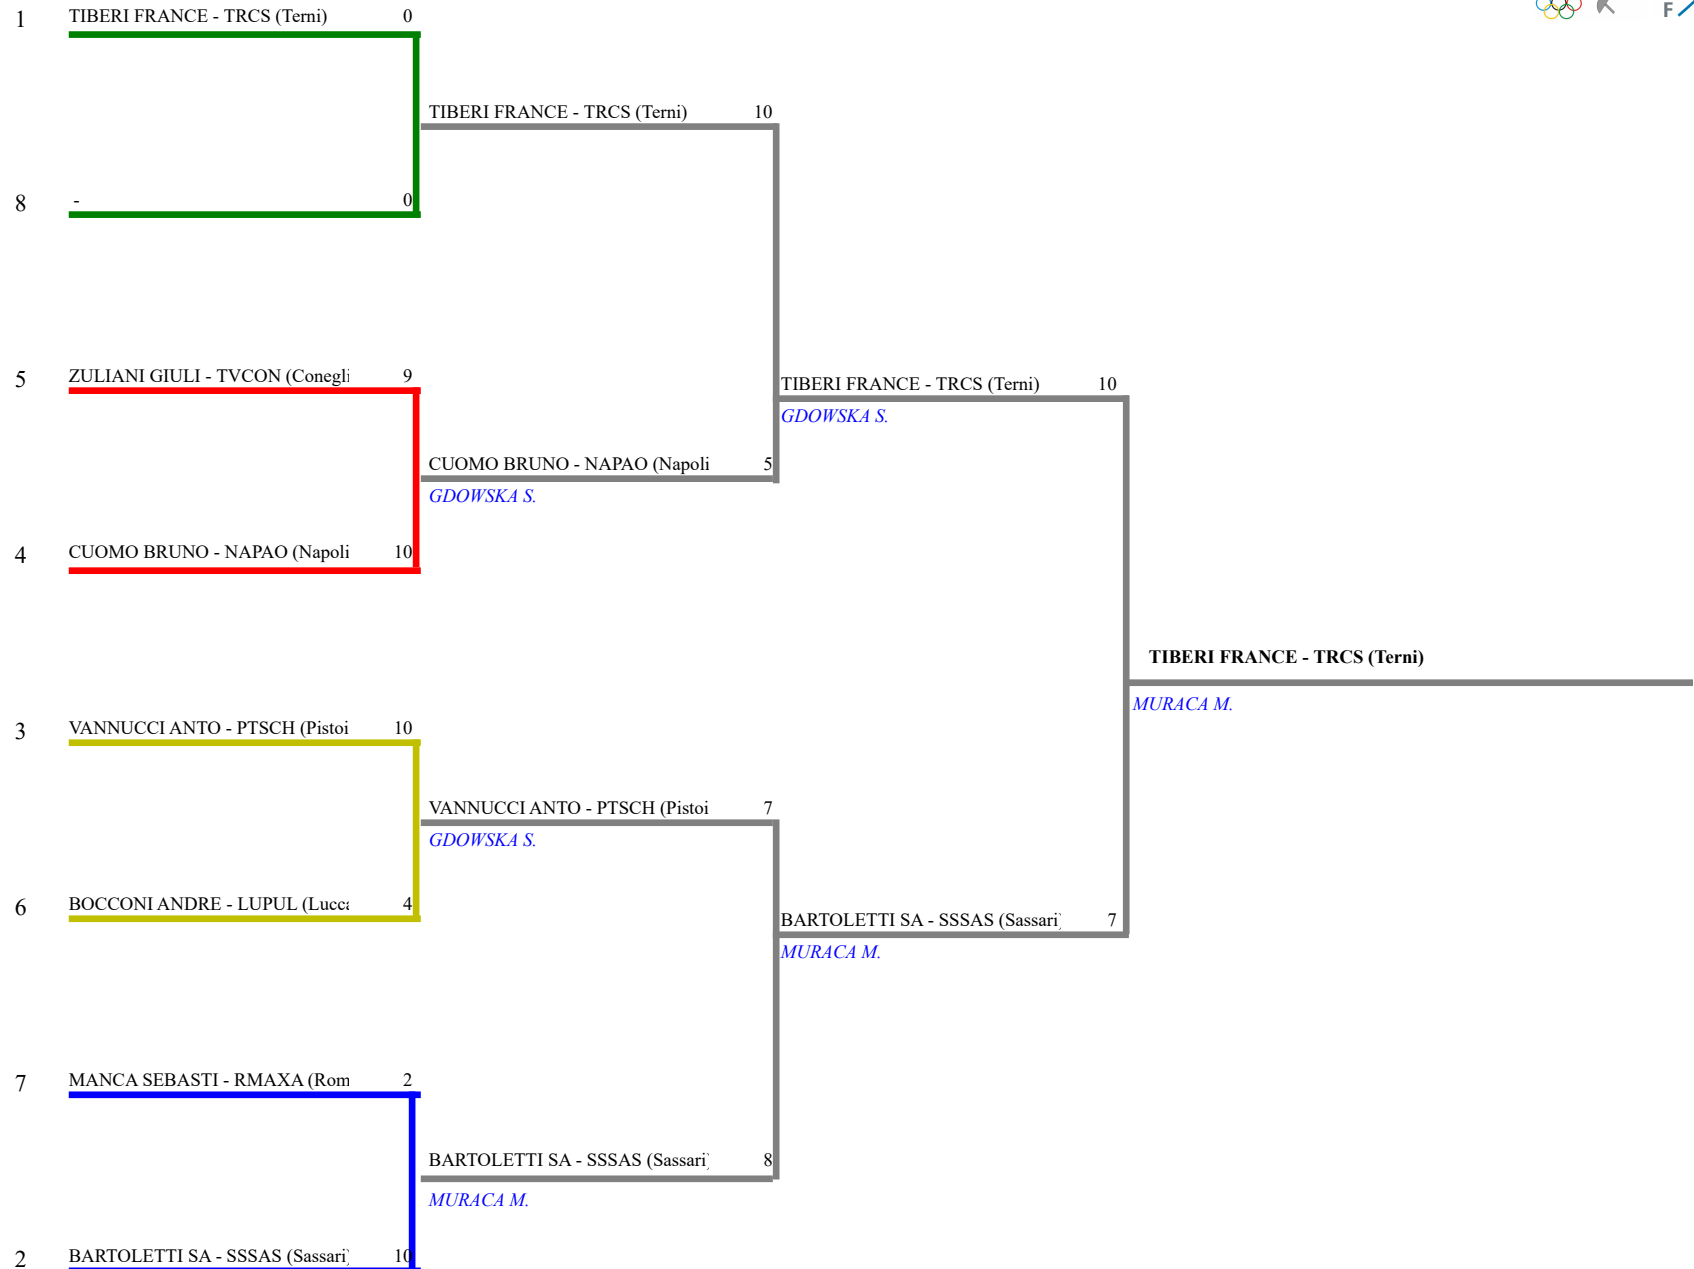 1 TIBERI FRANCE - TRCS (Terni) 0
F
TIBERI FRANCE - TRCS (Terni) 10
8 - 0
5 ZULIANI GIULI - TVCON (Conegli 9
TIBERI FRANCE - TRCS (Terni) 10
GDOWSKA S.
CUOMO BRUNO - NAPAO (Napoli 5
GDOWSKA S.
4 CUOMO BRUNO - NAPAO (Napoli 10
TIBERI FRANCE - TRCS (Terni)
MURACA M.
3 VANNUCCI ANTO - PTSCH (Pistoi 10
VANNUCCI ANTO - PTSCH (Pistoi 7
GDOWSKA S.
6 BOCCONI ANDRE - LUPUL (Lucca 4
BARTOLETTI SA - SSSAS (Sassari) 7
MURACA M.
7 MANCA SEBASTI - RMAXA (Rom 2
BARTOLETTI SA - SSSAS (Sassari) 8
MURACA M.
2 BARTOLETTI SA - SSSAS (Sassari) 10